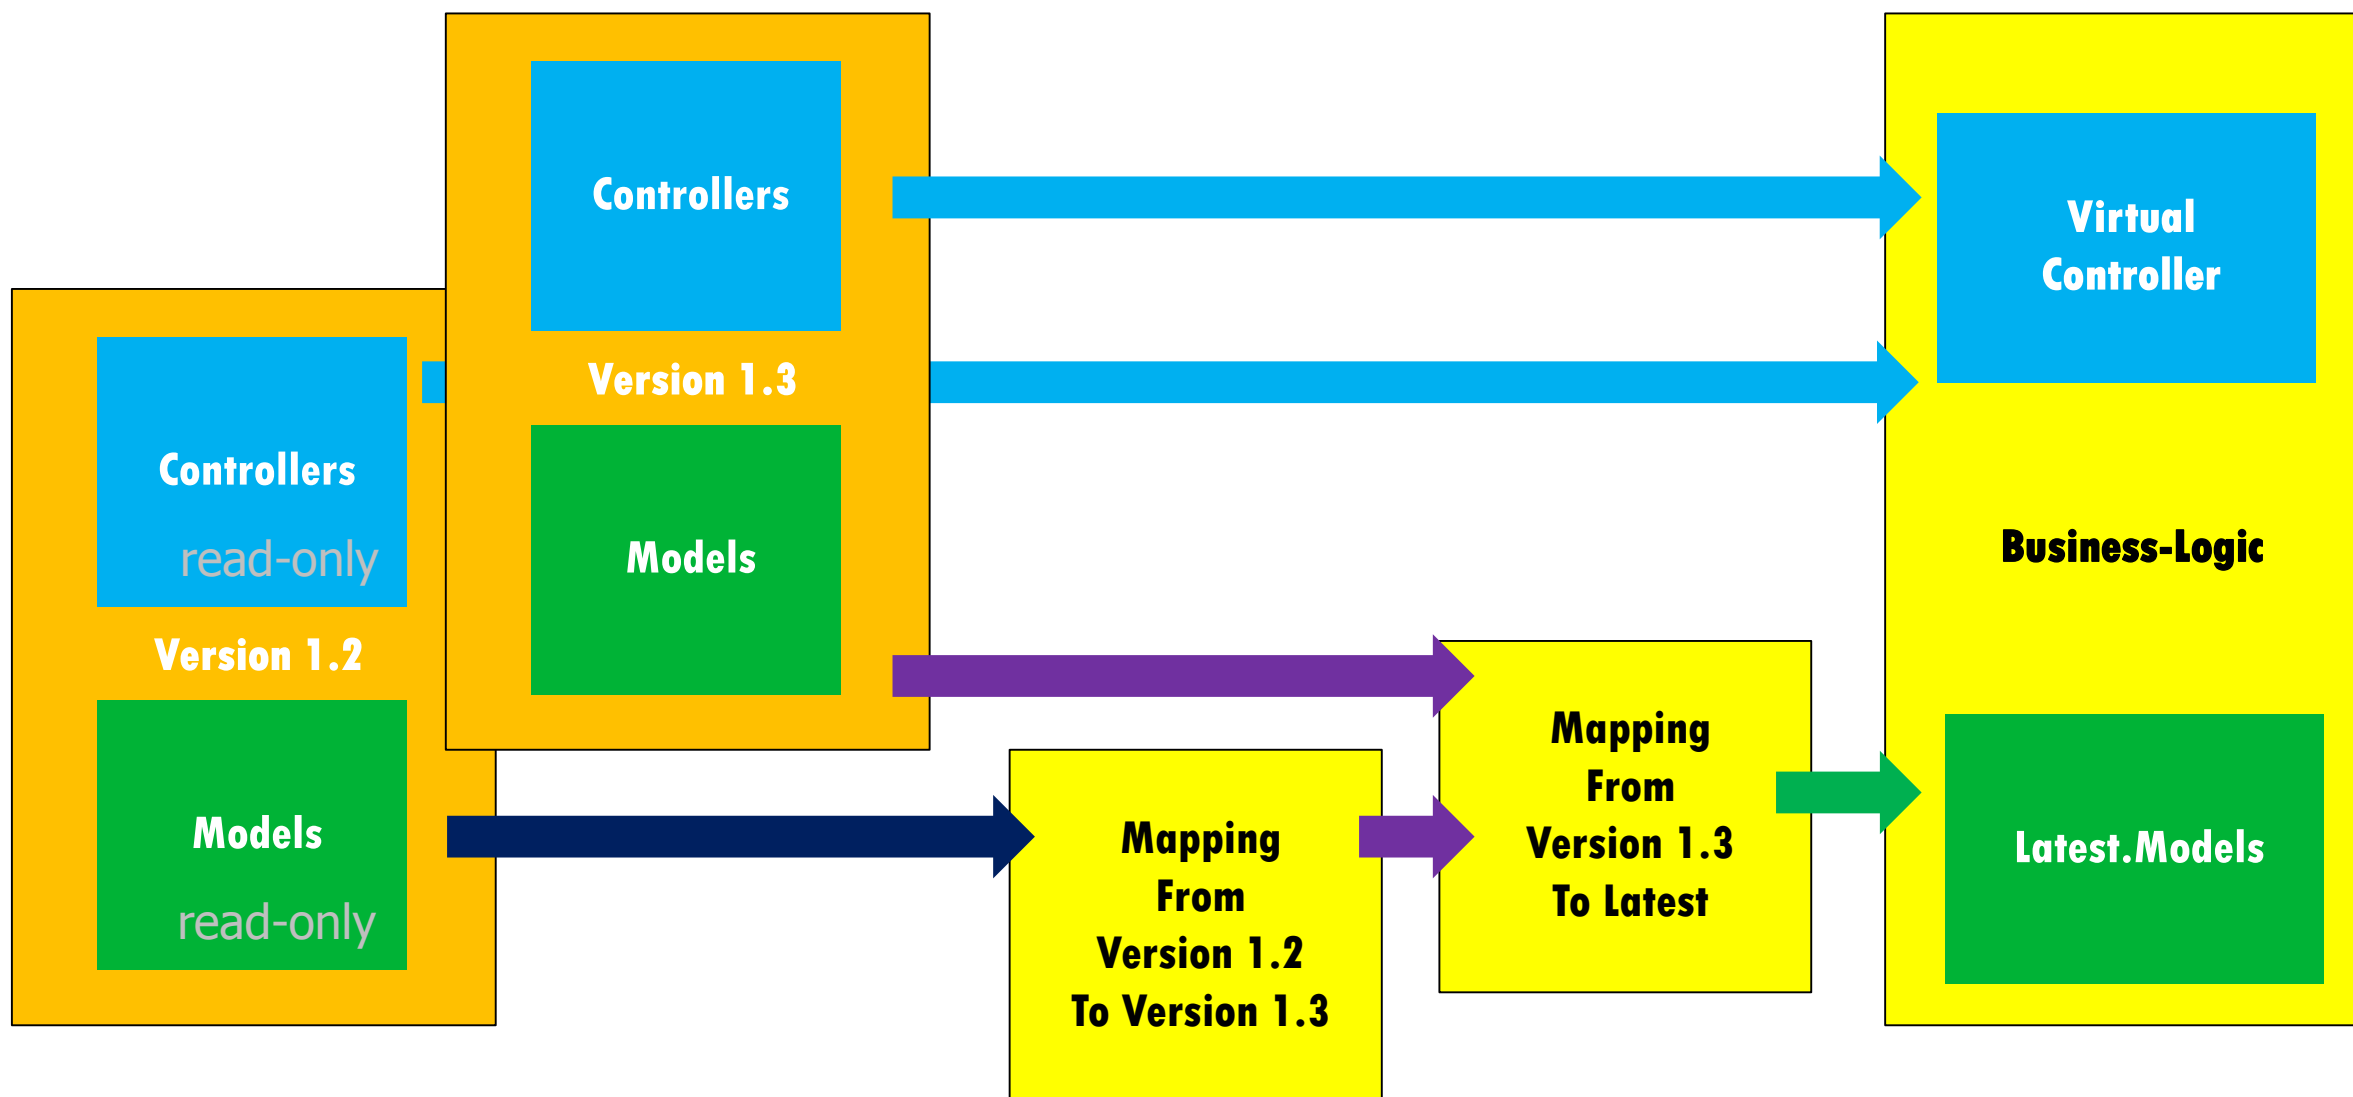 Controllers
Version 1.3
Models
Controllers
read-only
Version 1.2
Models
read-only
Mapping
From
Version 1.2
To Version 1.3
Mapping
From
Version 1.3
To Latest
Virtual
Controller
Business-Logic
Latest.Models